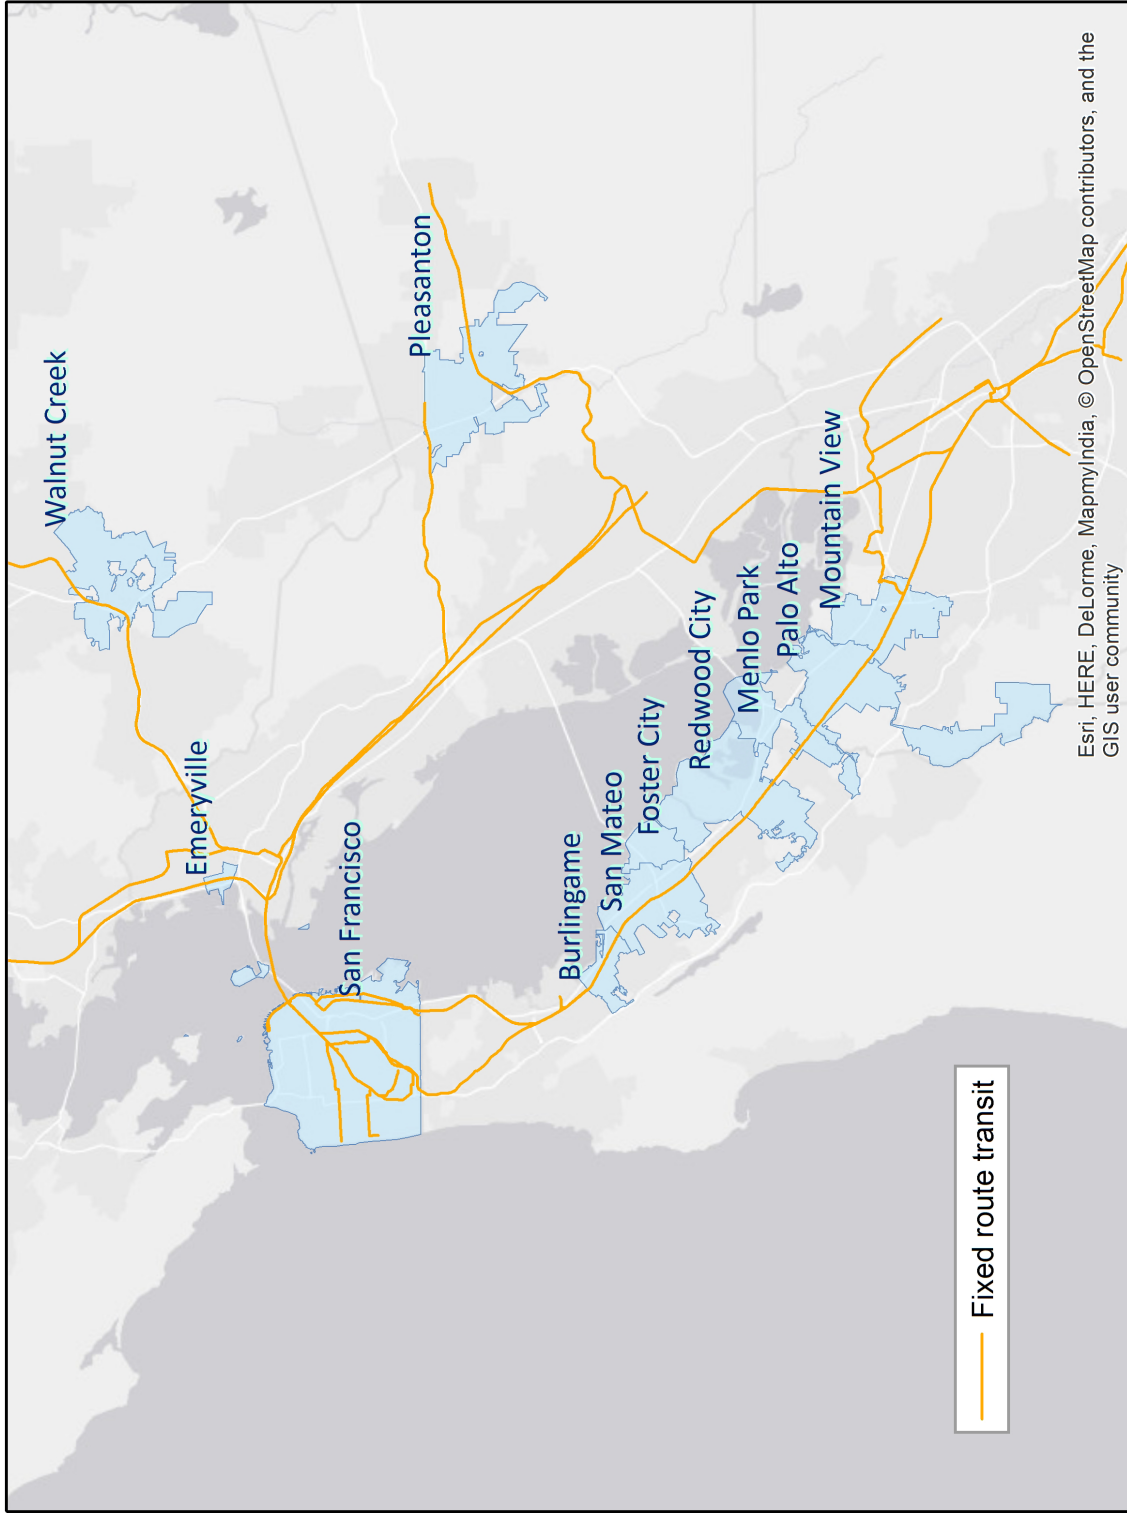 Walnut Creek
Emeryville
San Francisco
Pleasanton
Burlingame
San Mateo
Foster City
Redwood City
Menlo Park
Palo Alto
Mountain View
Fixed route transit
Esri, HERE, DeLorme, MapmyIndia, © OpenStreetMap contributors, and the
GIS user community